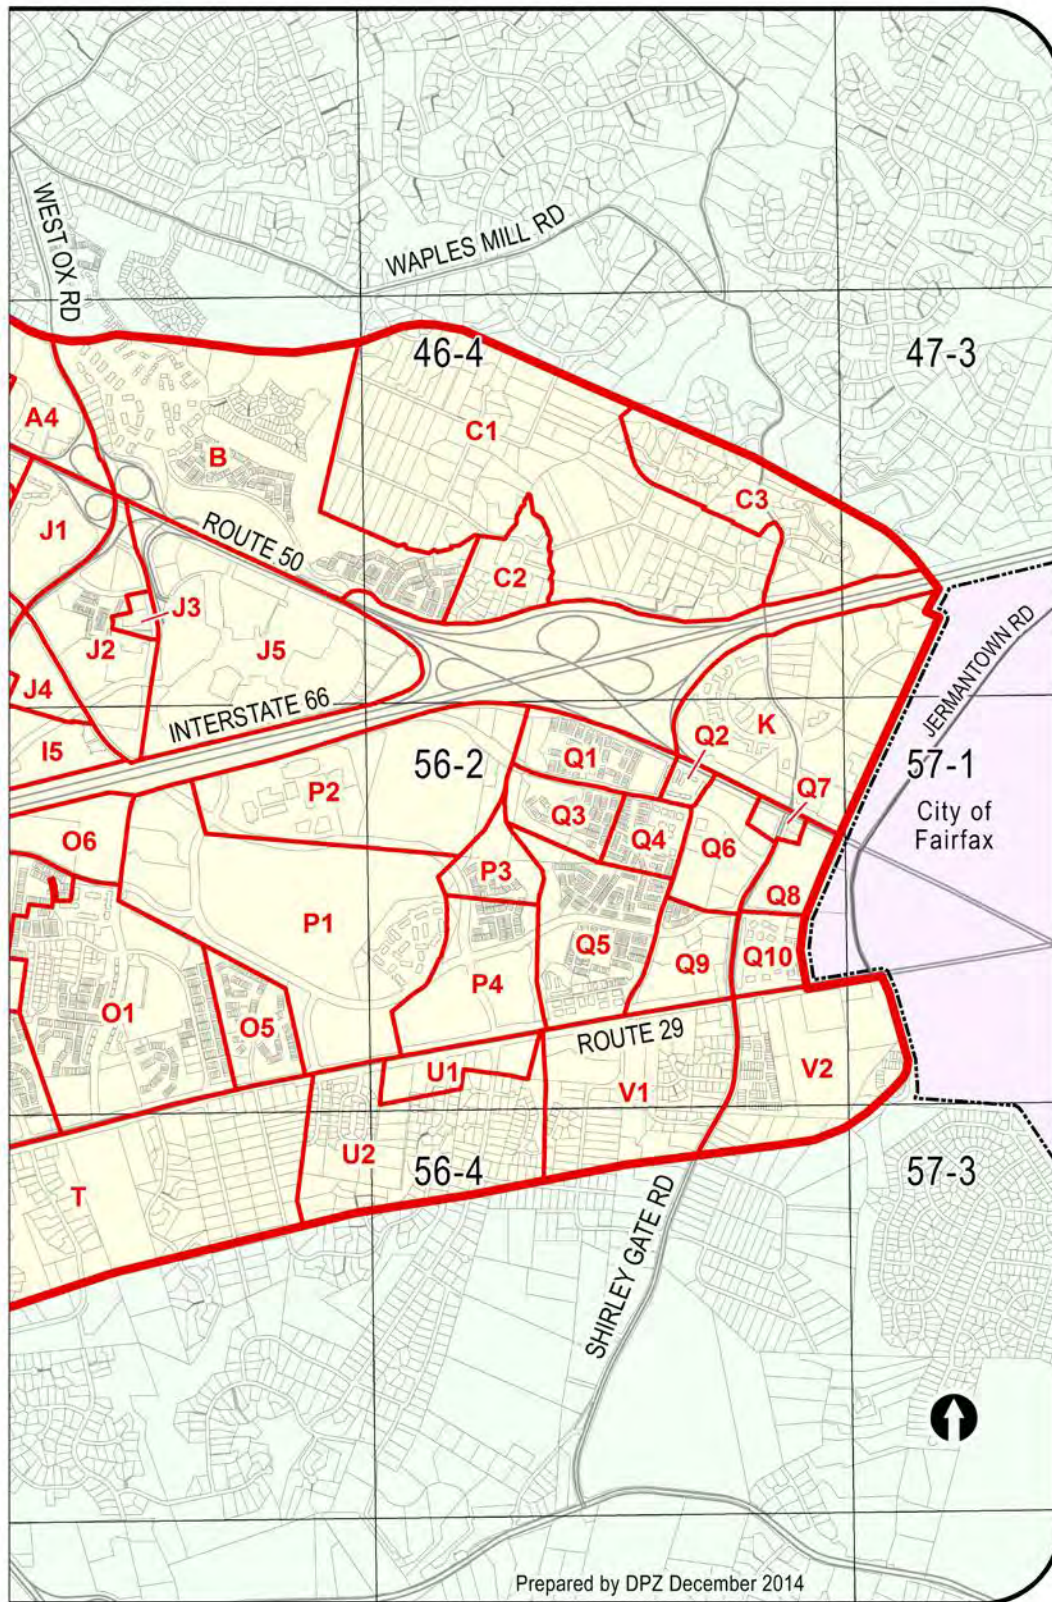 WEST OX RD
WAPLES MILL RD
46-4
47-3
A4
B
C1
C3
J1
ROUTE 50
C2
J3
J2
J5
JERMANTOWN RD
J4
INTERSTATE 66
I5
K
Q2
Q1
56-2
57-1
P2
Q7
City of
Fairfax
Q3
O6
Q4
Q6
P3
Q8
P1
Q5
Q10
Q9
P4
O1
O5
ROUTE 29
U1
V2
V1
U2
56-4
57-3
T
SHIRLEY GATE RD
Prepared by DPZ December 2014